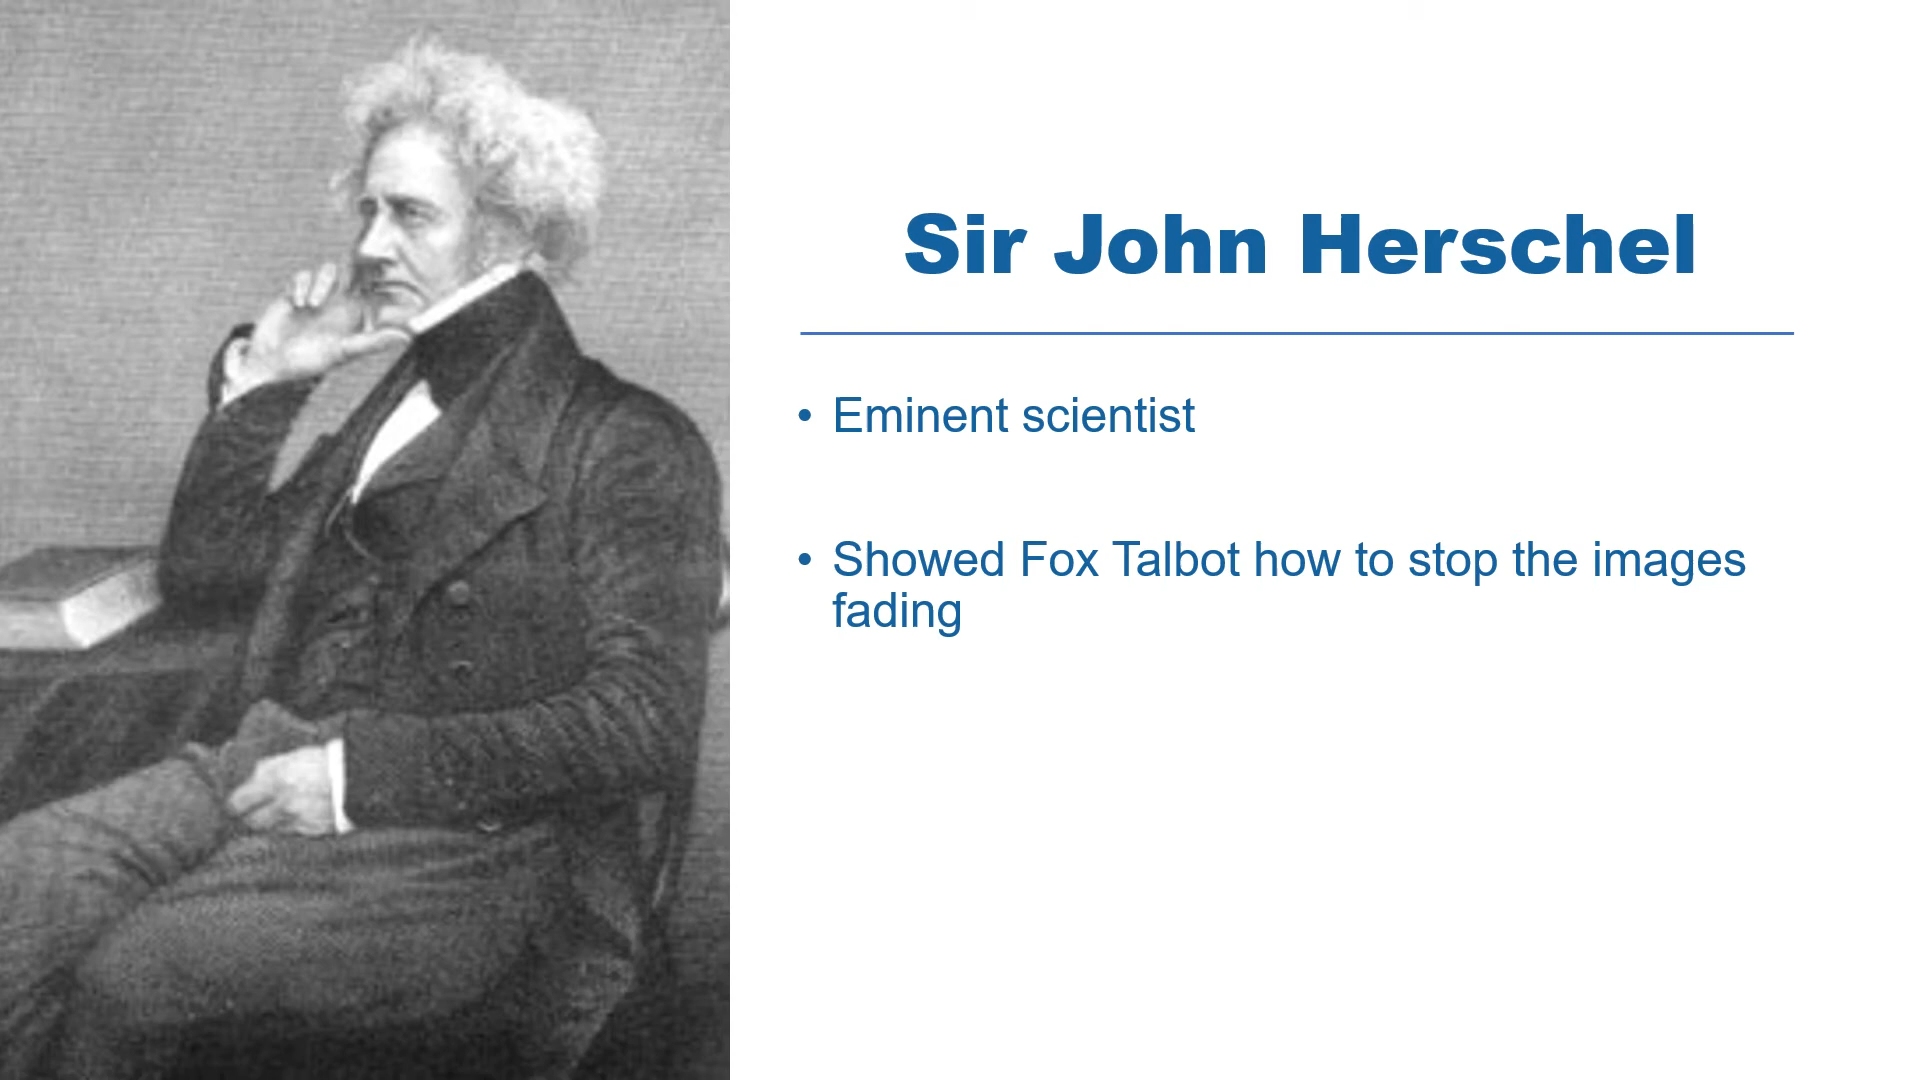 Sir John Herschel
• Eminent scientist
• Showed Fox Talbot how to stop the images
fading